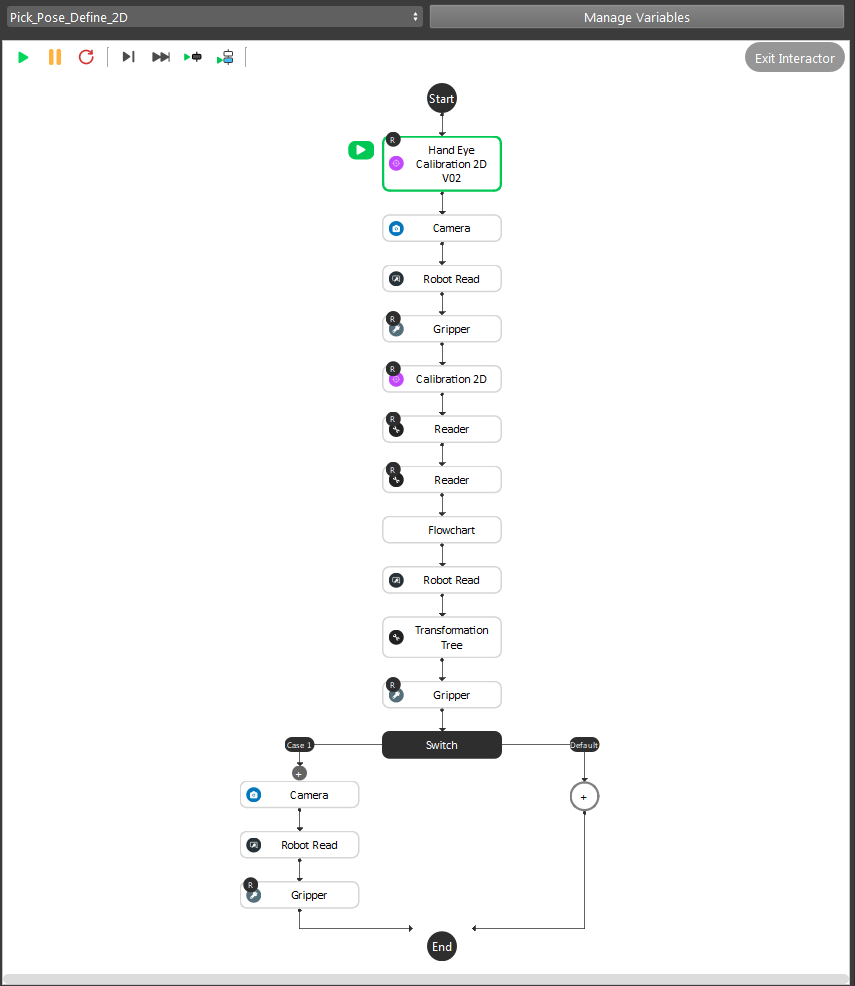 Pick_Pose_Define_2D
Manage Variables
Exit Interactor
Start
R
Hand Eye
Calibration 2D
V02
Camera
Robot Read
R
Gripper
R
Calibration 2D
R
Reader
R
Reader
Flowchart
Robot Read
Transformation
Tree
R
Gripper
Case 1
Switch
Default
+
+
Camera
Robot Read
R
Gripper
End